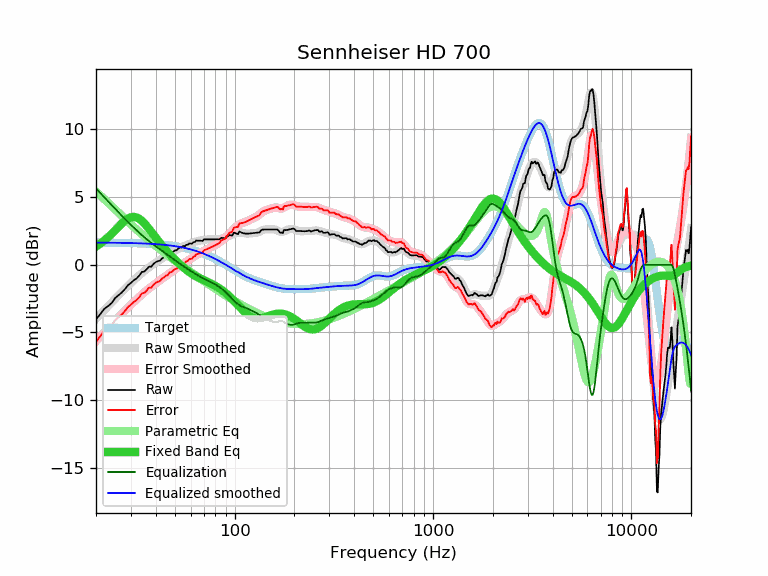 Sennheiser HD 700
Amplitude (dBr)
10
5
0
−5
−10
−15
Target
Raw Smoothed
Error Smoothed
Raw
Error
Parametric Eq
Fixed Band Eq
Equalization
Equalized smoothed
100
1000
10000
Frequency (Hz)